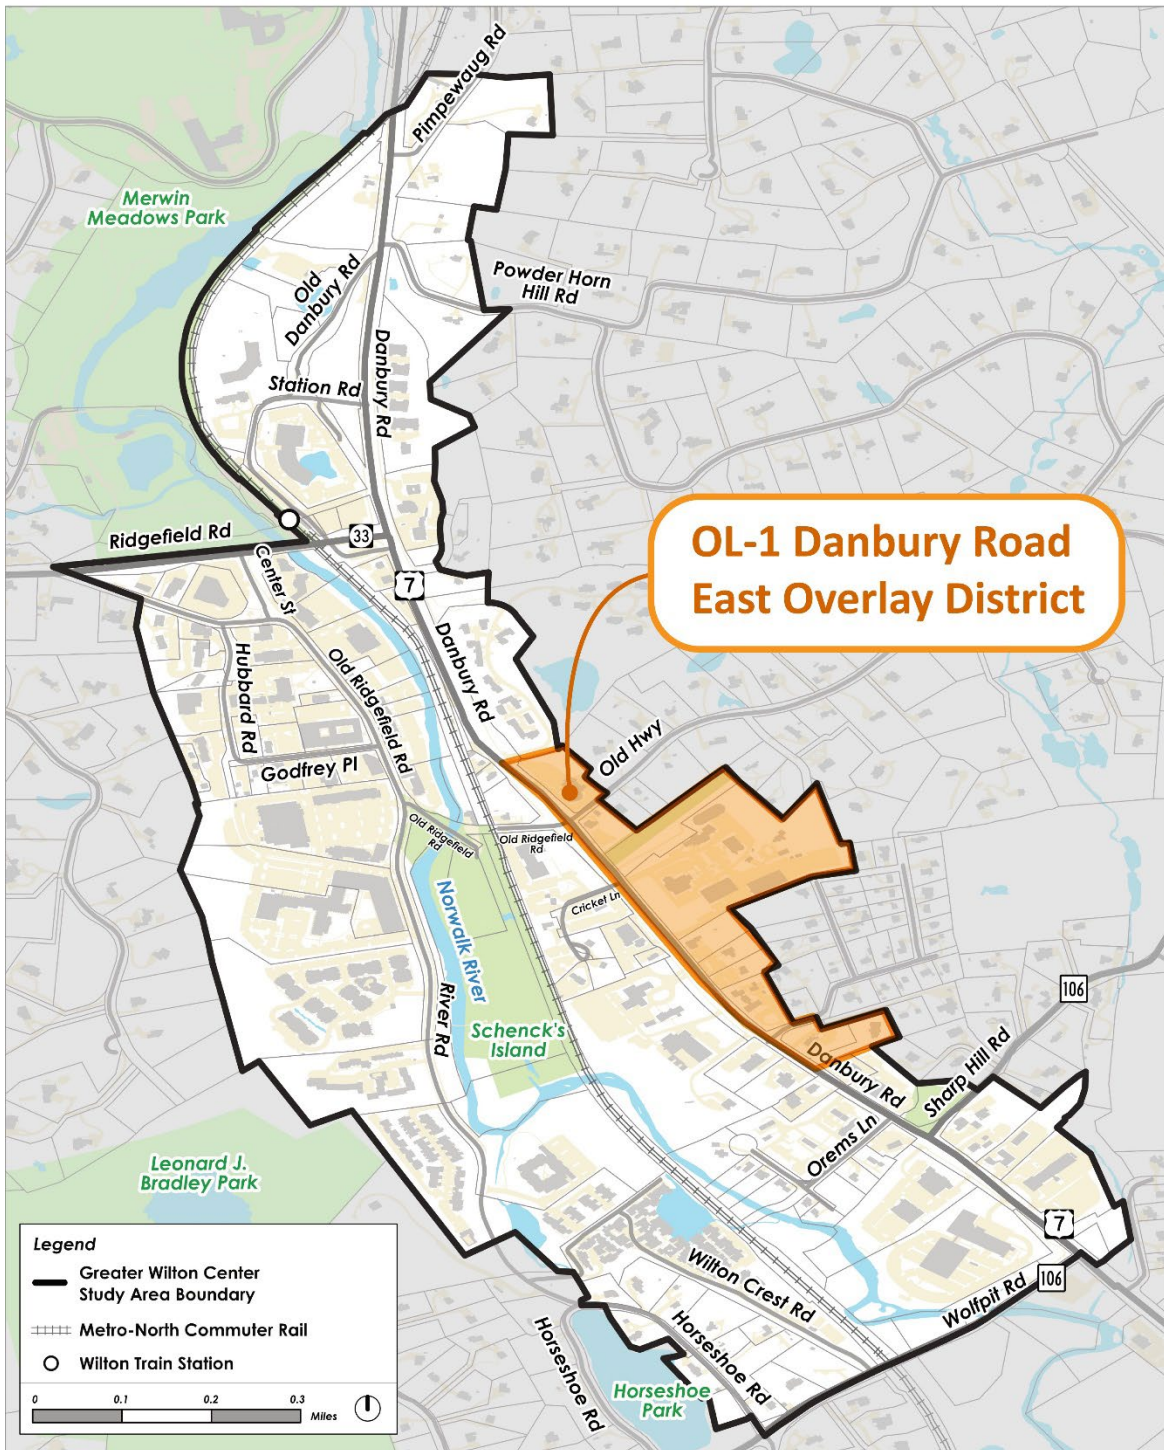 Pimpewaug Rd
Merwin
Meadows Park
Old
Danbury Rd
Powder Horn
Hill Rd
Danbury Rd
Station Rd
Ridgefield Rd
33
7
Center St
OL-1 Danbury Road
East Overlay District
Danbury Rd
Hubbard Rd
Old Ridgefield Rd
Godfrey Pl
Old Hwy
Old Ridgefield
Rd
Old Ridgefield
Rd
Cricket Ln
Norwalk River
River Rd
Schenck's
Island
106
Danbury Rd
Sharp Hill Rd
Orems Ln
Leonard J.
Bradley Park
7
106
Wolfpit Rd
Wilton Crest Rd
Horseshoe Rd
Horseshoe Rd
Horseshoe
Park
Legend
Greater Wilton Center
Study Area Boundary
Metro-North Commuter Rail
Wilton Train Station
0 0.1 0.2 0.3
Miles